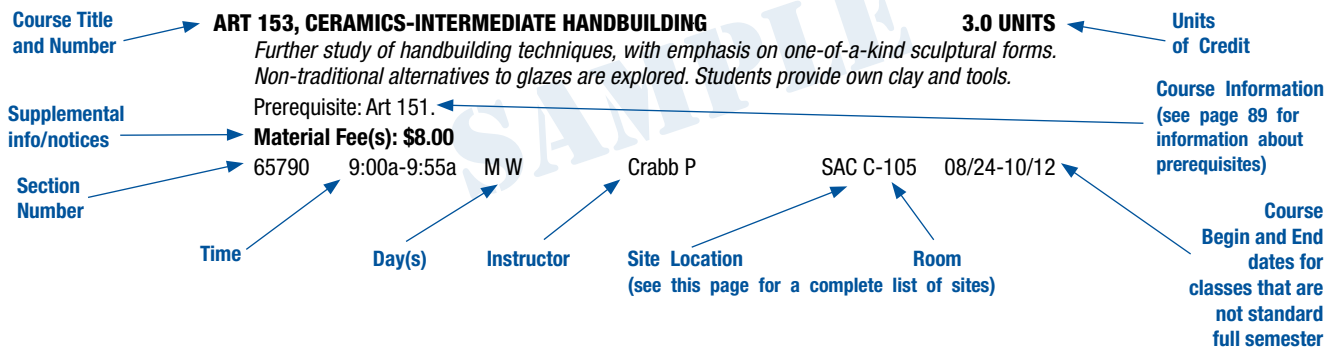 Course Title
and Number
ART 153, CERAMICS-INTERMEDIATE HANDBUILDING 3.0 UNITS
Units
of Credit
Further study of handbuilding techniques, with emphasis on one-of-a-kind sculptural forms.
Non-traditional alternatives to glazes are explored. Students provide own clay and tools.
SAMPLE
Prerequisite: Art 151.
Course Information
(see page 89 for
information about
prerequisites)
Supplemental
info/notices
Material Fee(s): $8.00
65790 9:00a-9:55a M W Crabb P SAC C-105 08/24-10/12
Section
Number
Time
Day(s)
Instructor
Site Location Room
(see this page for a complete list of sites)
Course
Begin and End
dates for
classes that are
not standard
full semester